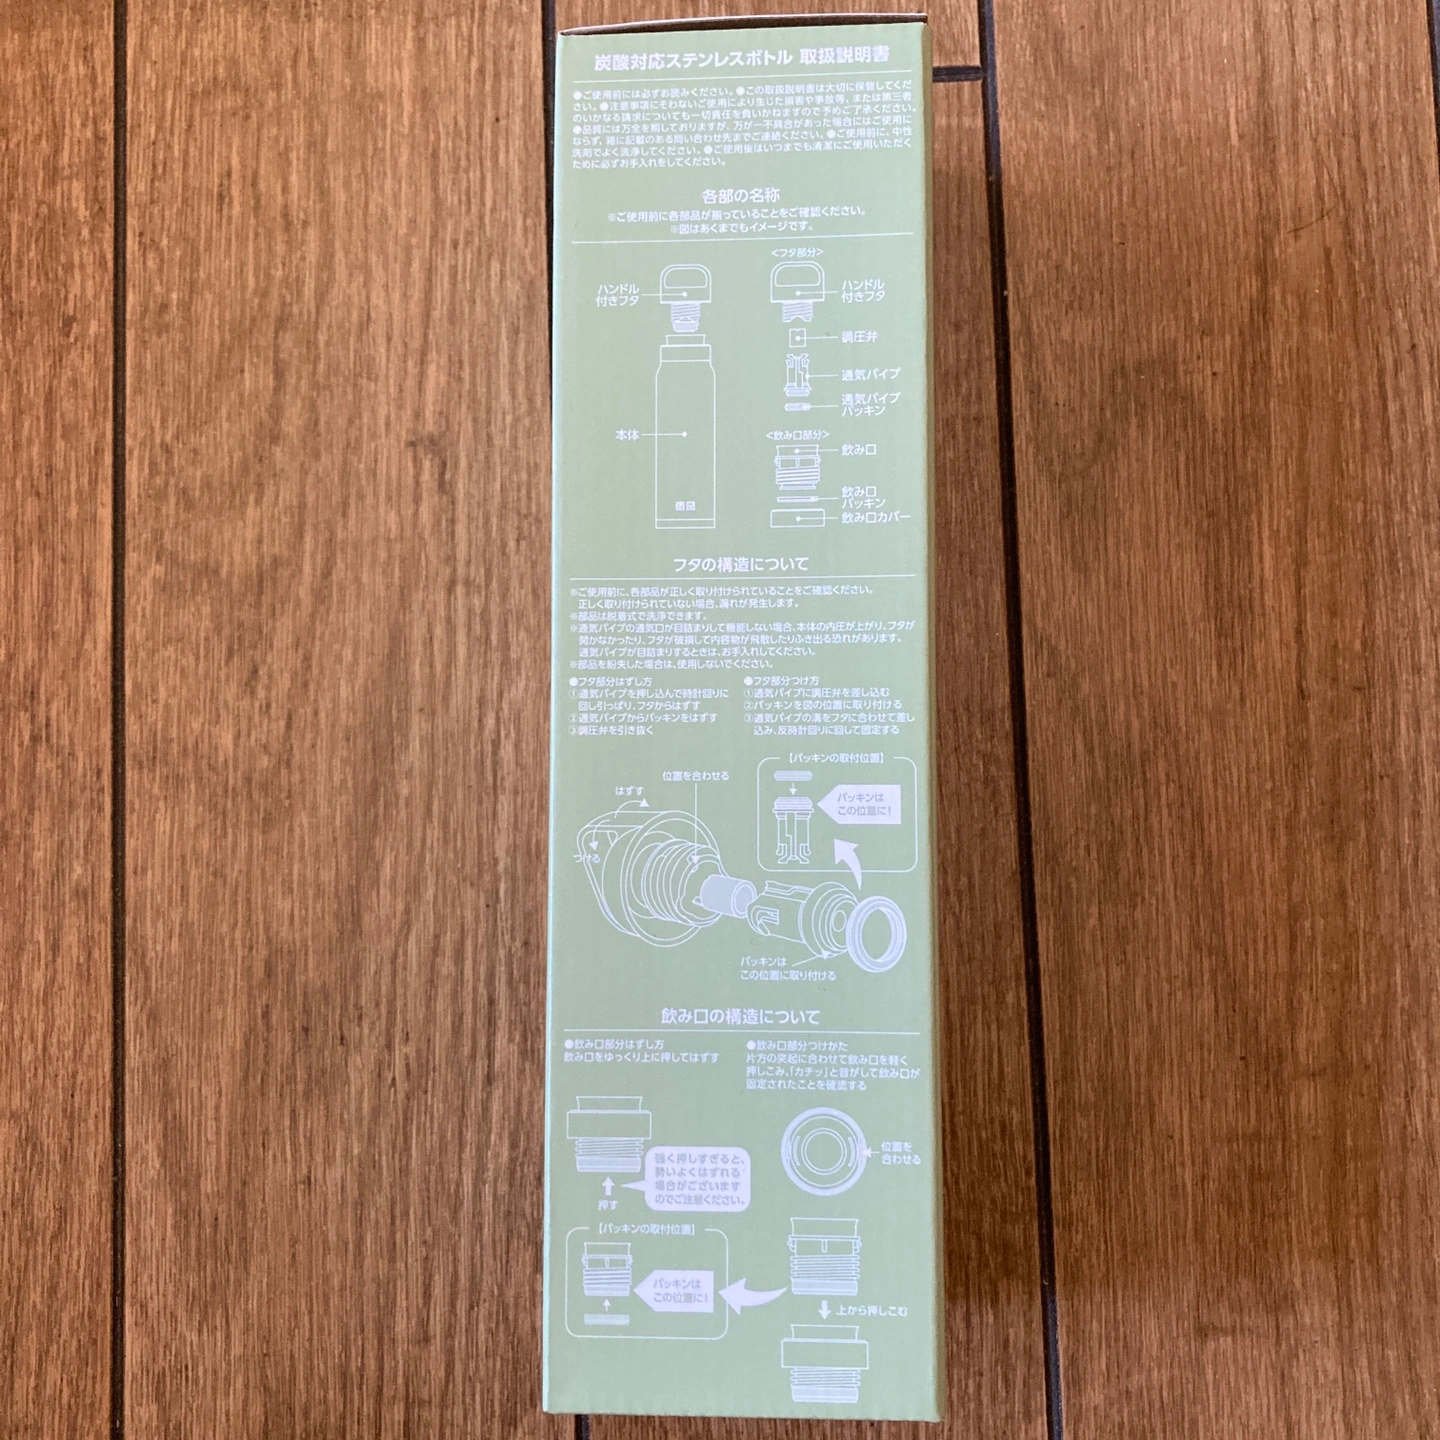 炭酸対応ステンレスボトル 取扱説明書
●ご使用前には必ずお読みください。●この取扱説明書は大切に保管してくだ
さい。●注意事項にそわないご使用により生じた損害や事故等、または第三者
のいかなる請求についても一切責任を負いかねますので予めご了承ください。
●品質には万全を期しておりますが、万が一不具合があった場合にはご使用に
ならず、箱に記載のある問い合わせ先までご連絡ください。●ご使用前に、中性
洗剤でよく洗浄してください。●ご使用後はいつまでも清潔にご使用いただく
ために必ずお手入れをしてください。
各部の名称
※ご使用前に各部品が揃っていることをご確認ください。
※図はあくまでもイメージです。
ハンドル
付きフタ
本体
<フタ部分>
ハンドル
付きフタ
調圧弁
通気パイプ
通気パイプ
パッキン
<飲み口部分>
飲み口
飲み口
パッキン
飲み口カバー
フタの構造について
※ご使用前に、各部品が正しく取り付けられていることをご確認ください。
正しく取り付けられていない場合、漏れが発生します。
※部品は脱着式で洗浄できます。
※通気パイプの通気口が目詰まりして機能しない場合、本体の内圧が上がり、フタが
開かなかったり、フタが破損して内容物が飛散したりふき出る恐れがあります。
通気パイプが目詰まりするときは、お手入れしてください。
※部品を紛失した場合は、使用しないでください。
●フタ部分はずし方
①通気パイプを押し込んで時計回りに
回し引っぱり、フタからはずす
②通気パイプからパッキンをはずす
③調圧弁を引き抜く
●フタ部分つけ方
①通気パイプに調圧弁を差し込む
②パッキンを図の位置に取り付ける
③通気パイプの溝をフタに合わせて差し
込み、反時計回りに回して固定する
はずす
つける
位置を合わせる
【パッキンの取付位置】
パッキンは
この位置に！
パッキンは
この位置に取り付ける
飲み口の構造について
●飲み口部分はずし方
飲み口をゆっくり上に押してはずす
●飲み口部分つけかた
片方の突起に合わせて飲み口を軽く
押しこみ、「カチッ」と音がして飲み口が
固定されたことを確認する
強く押しすぎると、
勢いよくはずれる
場合がございます
のでご注意ください。
押す
位置を
合わせる
【パッキンの取付位置】
パッキンは
この位置に！
上から押しこむ